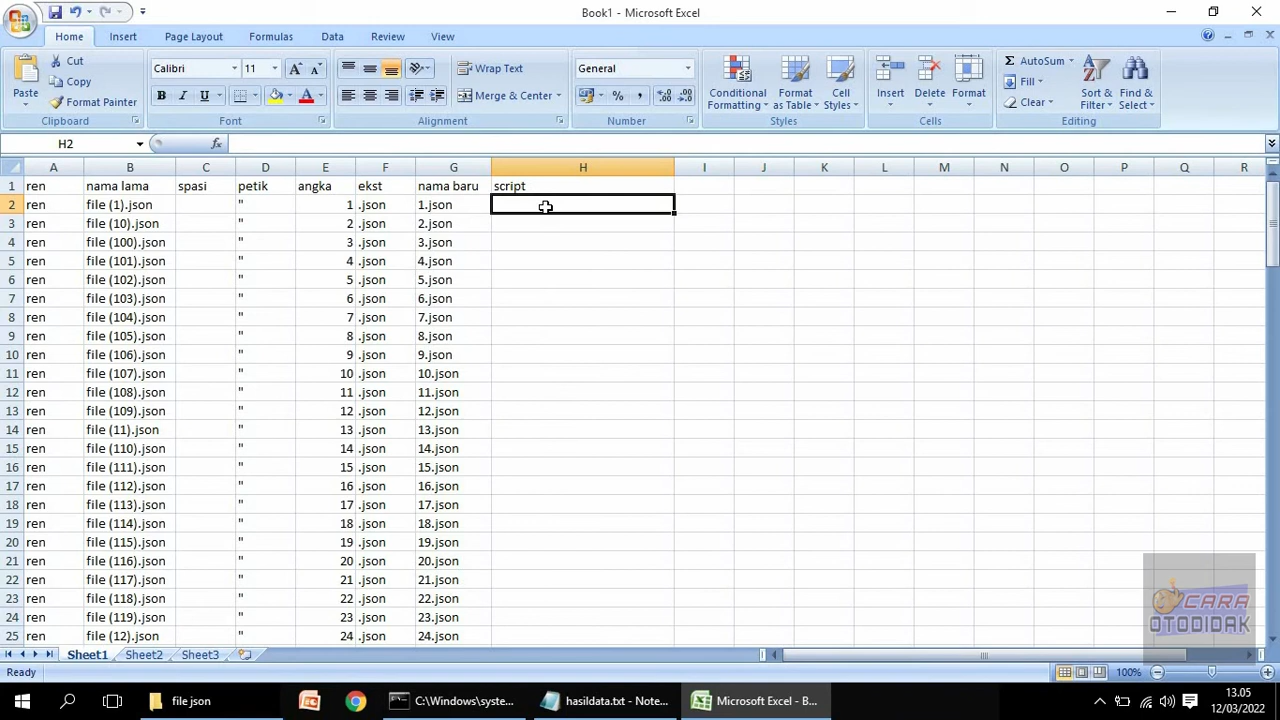 Book1 - Microsoft Excel
Home Insert Page Layout Formulas Data Review View
Paste Cut Copy Format Painter Clipboard
Calibri 11 A A B I U A Font
Wrap Text Merge & Center Alignment
General % , Number
Conditional Formatting Format as Table Cell Styles Styles
Insert Delete Format Cells
Σ AutoSum Fill Clear Sort & Filter Find & Select Editing
H2 fx
A B C D E F G H I J K L M N O P Q R
1 ren nama lama spasi petik angka ekst nama baru script
2 ren file (1).json " 1 .json 1.json
3 ren file (10).json " 2 .json 2.json
4 ren file (100).json " 3 .json 3.json
5 ren file (101).json " 4 .json 4.json
6 ren file (102).json " 5 .json 5.json
7 ren file (103).json " 6 .json 6.json
8 ren file (104).json " 7 .json 7.json
9 ren file (105).json " 8 .json 8.json
10 ren file (106).json " 9 .json 9.json
11 ren file (107).json " 10 .json 10.json
12 ren file (108).json " 11 .json 11.json
13 ren file (109).json " 12 .json 12.json
14 ren file (11).json " 13 .json 13.json
15 ren file (110).json " 14 .json 14.json
16 ren file (111).json " 15 .json 15.json
17 ren file (112).json " 16 .json 16.json
18 ren file (113).json " 17 .json 17.json
19 ren file (114).json " 18 .json 18.json
20 ren file (115).json " 19 .json 19.json
21 ren file (116).json " 20 .json 20.json
22 ren file (117).json " 21 .json 21.json
23 ren file (118).json " 22 .json 22.json
24 ren file (119).json " 23 .json 23.json
25 ren file (12).json " 24 .json 24.json
CARA
OTODIDAK
Sheet1 Sheet2 Sheet3
Ready 100%
file json C:\Windows\syste... hasildata.txt - Note... Microsoft Excel - B... 13.05
12/03/2022